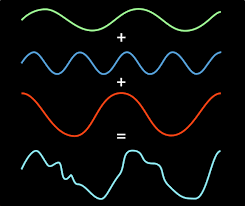 +
+
=